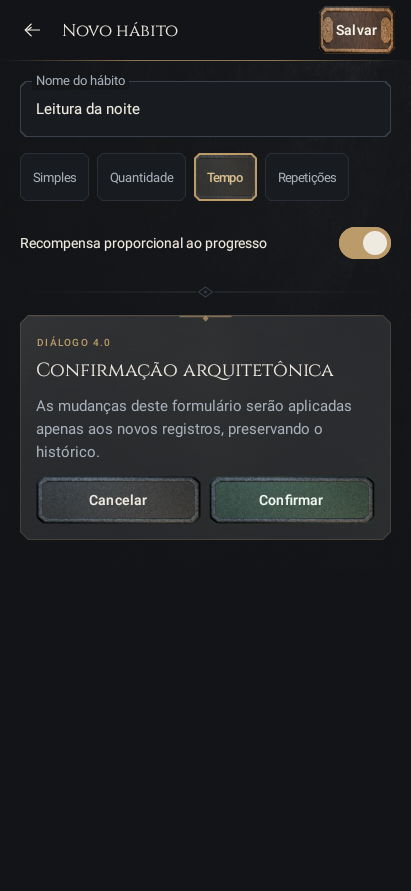 Novo hábito
Salvar
Nome do hábito
Leitura da noite
Simples
Quantidade
Tempo
Repetições
Recompensa proporcional ao progresso
DIÁLOGO 4.0
Confirmação arquitetônica
As mudanças deste formulário serão aplicadas
apenas aos novos registros, preservando o
histórico.
Cancelar
Confirmar